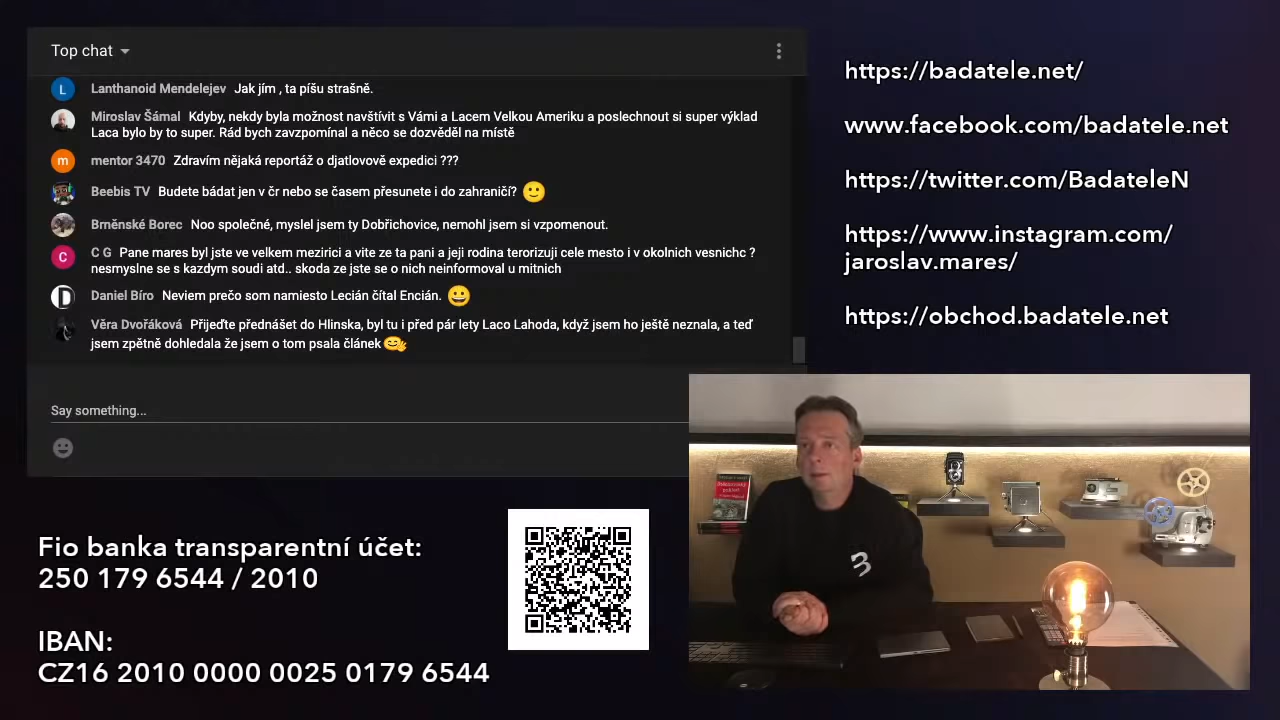 Top chat
L
Lanthanoid Mendelejev Jak jím , ta píšu strašně.
Miroslav Šámal Kdyby, nekdy byla možnost navštívit s Vámi a Lacem Velkou Ameriku a poslechnout si super výklad
Laca bylo by to super. Rád bych zavzpomínal a něco se dozvěděl na místě
m
mentor 3470 Zdravím nějaká reportáž o djatlovově expedici ???
Beebis TV Budete bádat jen v čr nebo se časem přesunete i do zahraničí? 🙂
Brněnské Borec Noo společné, myslel jsem ty Dobřichovice, nemohl jsem si vzpomenout.
C
C G Pane mares byl jste ve velkem mezirici a vite ze ta pani a jeji rodina terorizuji cele mesto i v okolnich vesnichc ?
nesmyslne se s kazdym soudi atd.. skoda ze jste se o nich neinformoval u mitnich
Daniel Bíro Neviem prečo som namiesto Lecián čítal Encián. 😀
Věra Dvořáková Přijeďte přednášet do Hlinska, byl tu i před pár lety Laco Lahoda, když jsem ho ještě neznala, a teď
jsem zpětně dohledala že jsem o tom psala článek
Say something...
https://badatele.net/
www.facebook.com/badatele.net
https://twitter.com/BadateleN
https://www.instagram.com/
jaroslav.mares/
https://obchod.badatele.net
Fio banka transparentní účet:
250 179 6544 / 2010
IBAN:
CZ16 2010 0000 0025 0179 6544